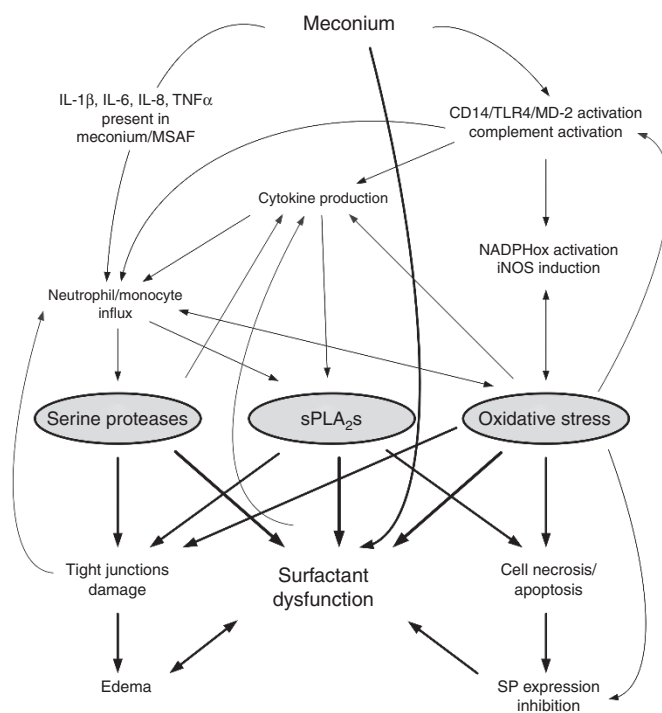 Meconium
IL-1β, IL-6, IL-8, TNFα
present in
meconium/MSAF
CD14/TLR4/MD-2 activation
complement activation
Cytokine production
NADPHox activation
iNOS induction
Neutrophil/monocyte
influx
Serine proteases
sPLA₂s
Oxidative stress
Tight junctions
damage
Surfactant
dysfunction
Cell necrosis/
apoptosis
Edema
SP expression
inhibition